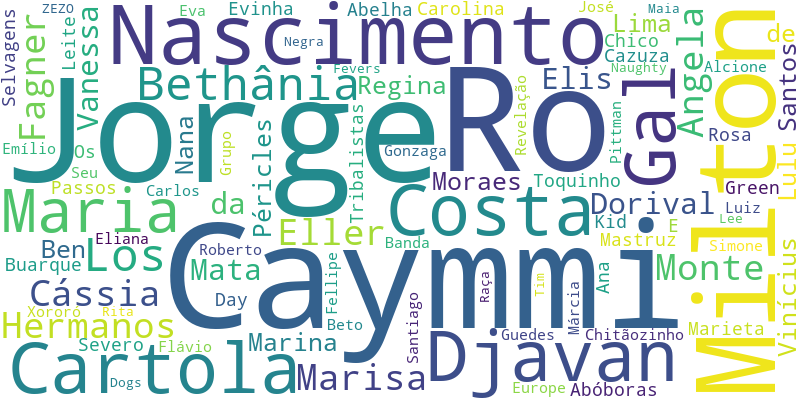 Selvagens
ZEZO
Eva
Evinha
Abelha
Carolina
José
Maia
Leite
Negra
Nascimento
Fevers
Chico
Lima
Cazuza
Naughty
Alcione
de
Fagner
Vanessa
Bethânia
Regina
Elis
Gal
Angela
Santos
Jorge
Ro
Milton
Emílio
Os
Seu
Nana
Grupo
Péricles
Tribalistas
Gonzaga
Revelação
Pittman
Rosa
Lulu
Passos
Carlos
Moraes
Toquinho
Green
Maria
da
Costa
Dorival
Luiz
Lee
Eliana
Ben
Los
Roberto
Eller
Banda
Kid
E
Mastruz
Simone
Buarque
Mata
Caymmi
Ana
Monte
Vinícius
Cássia
Day
Fellipe
Raça
Tim
Márcia
Xororó
Rita
Hermanos
Severo
Flávio
Marina
Beto
Santiago
Guedes
Chitãozinho
Marieta
Cartola
Dogs
Marisa
Djavan
Europe
Abóboras